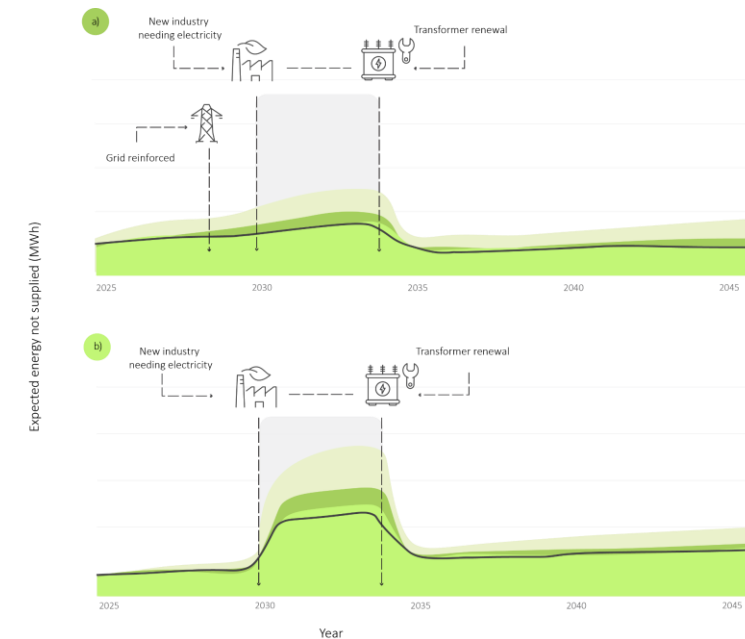 a)
New industry
needing electricity
Transformer renewal
Grid reinforced
2025
2030
2035
2040
2045
Expected energy not supplied (MWh)
b)
New industry
needing electricity
Transformer renewal
2025
2030
2035
2040
2045
Year